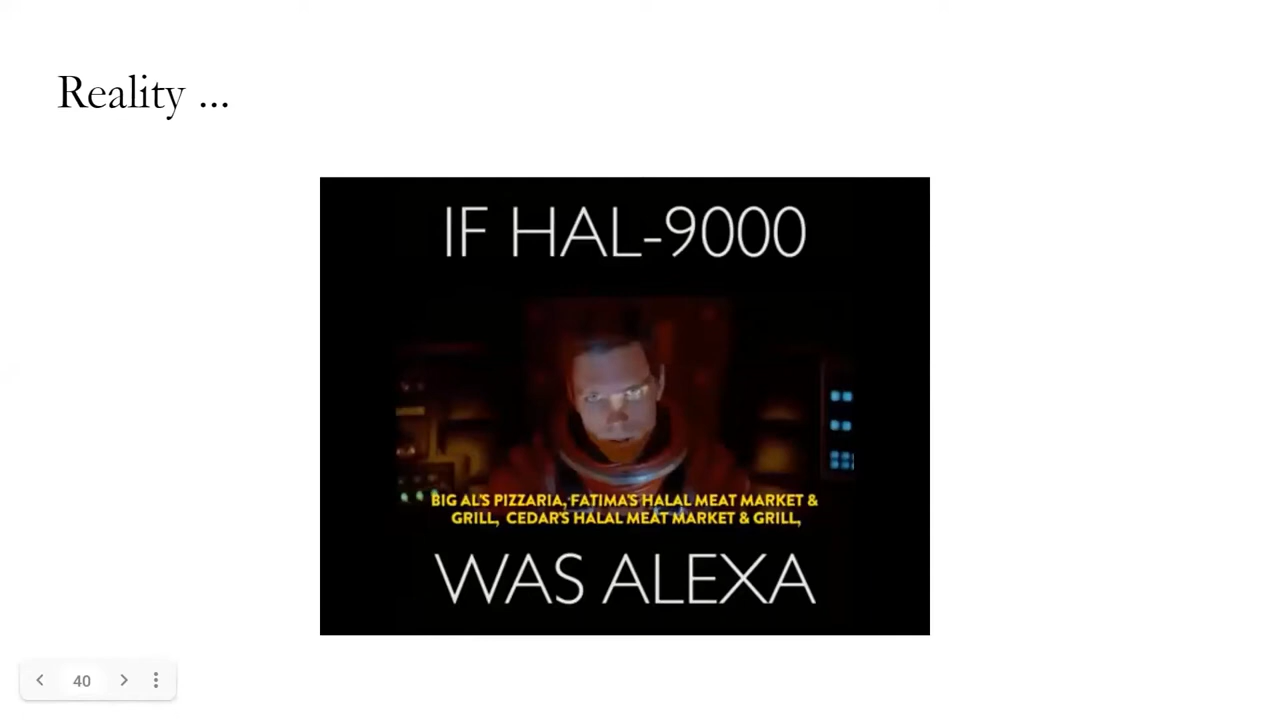 Reality ...
IF HAL-9000
BIG AL'S PIZZARIA, FATIMA'S HALAL MEAT MARKET &
GRILL, CEDAR'S HALAL MEAT MARKET & GRILL,
WAS ALEXA
40